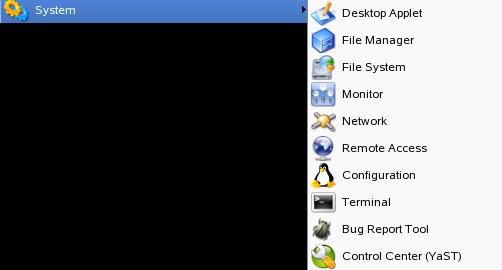 System
Desktop Applet
File Manager
File System
Monitor
Network
Remote Access
Configuration
Terminal
Bug Report Tool
Control Center (YaST)